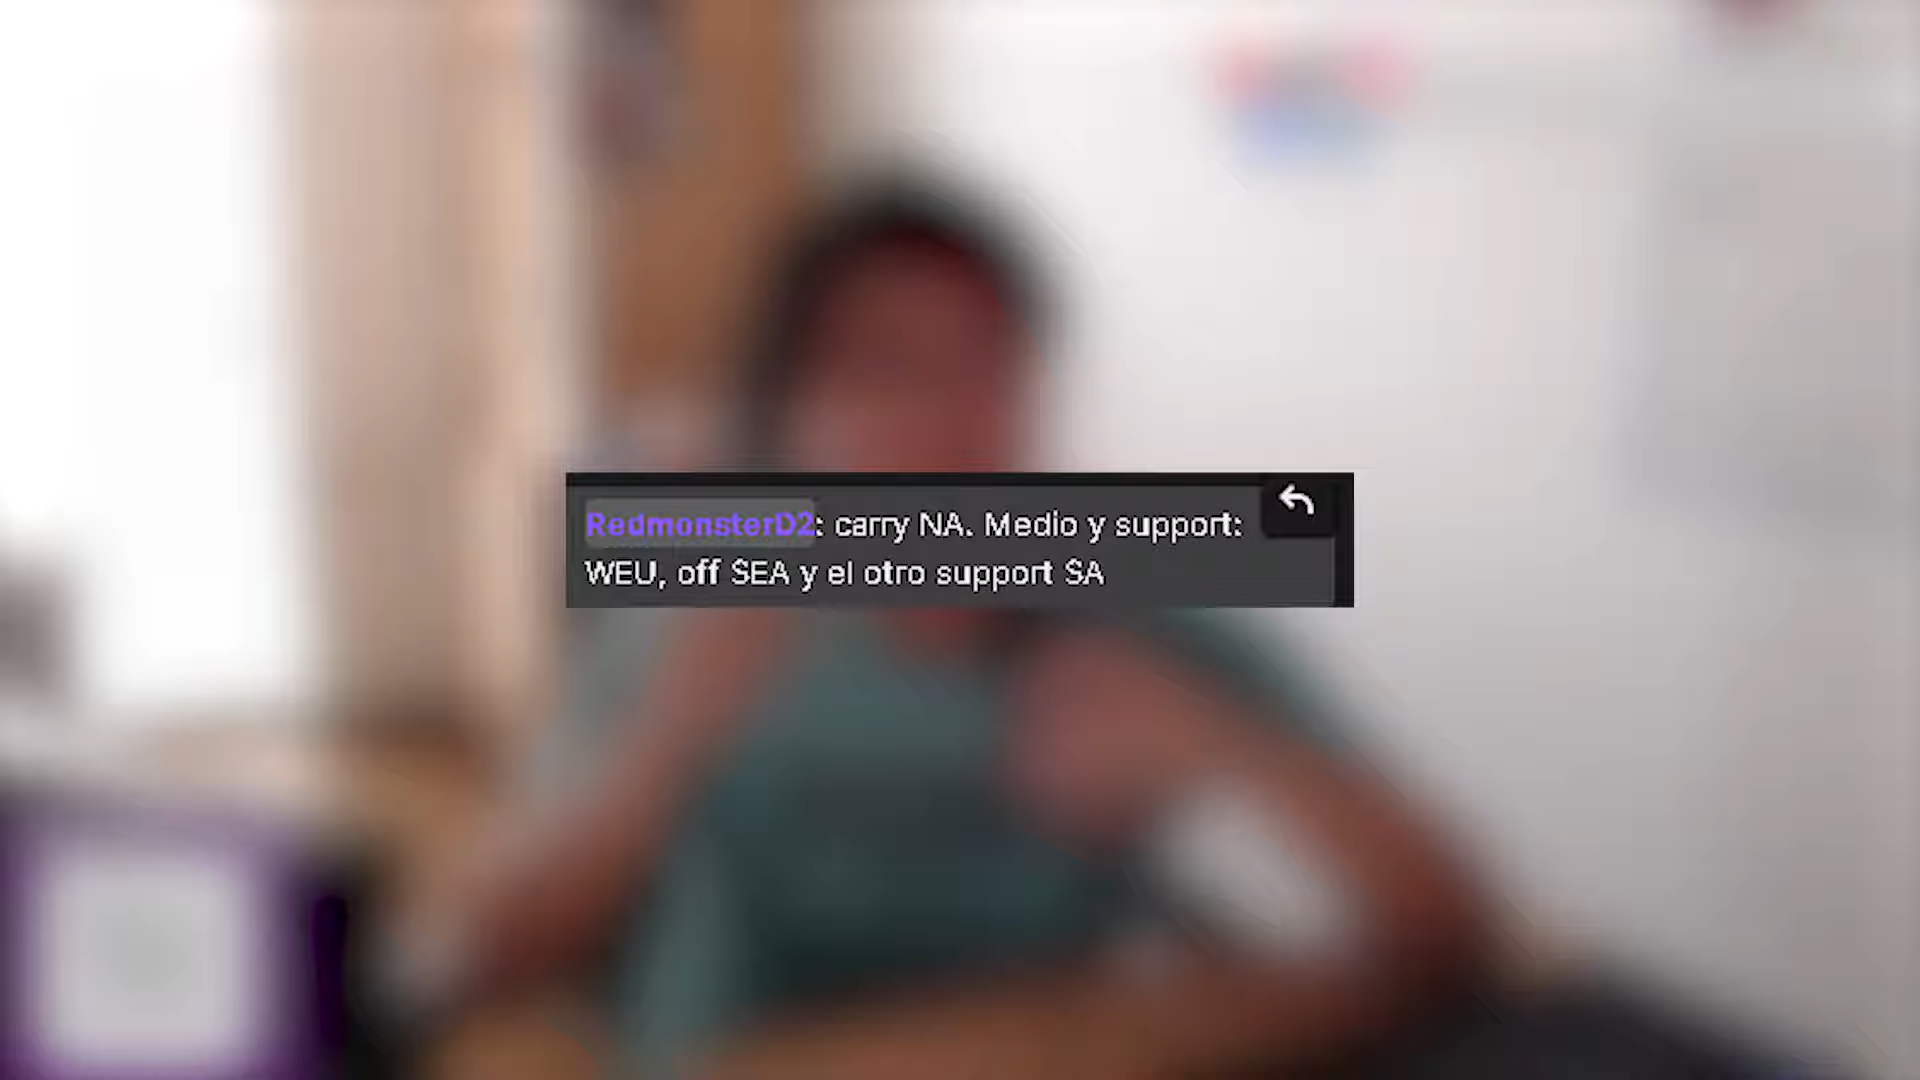 RedmonsterD2: carry NA. Medio y support:
WEU, off SEA y el otro support SA